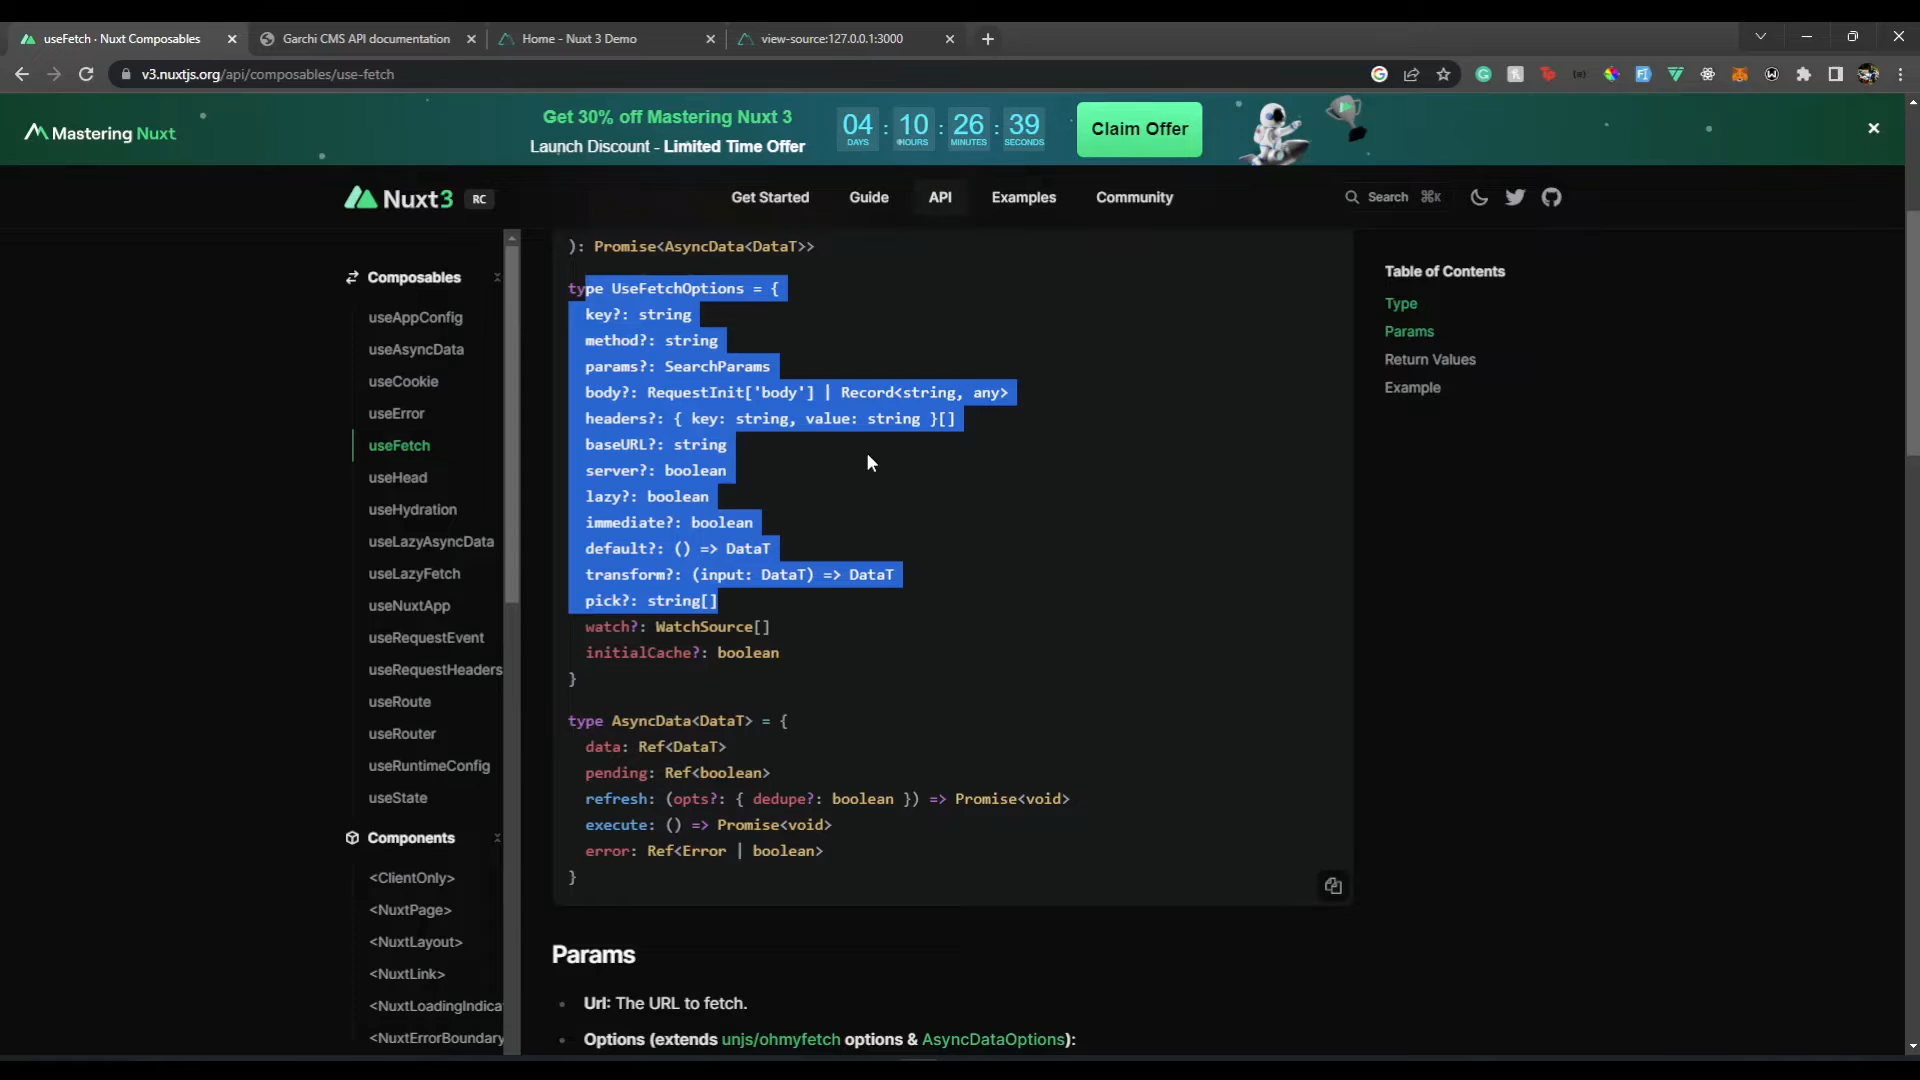 useFetch · Nuxt Composables
Garchi CMS API documentation
Home - Nuxt 3 Demo
view-source:127.0.0.1:3000
v3.nuxtjs.org/api/composables/use-fetch
Mastering Nuxt
Get 30% off Mastering Nuxt 3
Launch Discount - Limited Time Offer
04 : 10 : 26 : 39
DAYS HOURS MINUTES SECONDS
Claim Offer
Nuxt3 RC
Get Started
Guide
API
Examples
Community
Search ⌘K
Composables
useAppConfig
useAsyncData
useCookie
useError
useFetch
useHead
useHydration
useLazyAsyncData
useLazyFetch
useNuxtApp
useRequestEvent
useRequestHeaders
useRoute
useRouter
useRuntimeConfig
useState
Components
<ClientOnly>
<NuxtPage>
<NuxtLayout>
<NuxtLink>
<NuxtLoadingIndica
<NuxtErrorBoundary
): Promise<AsyncData<DataT>>
type UseFetchOptions = {
key?: string
method?: string
params?: SearchParams
body?: RequestInit['body'] | Record<string, any>
headers?: { key: string, value: string }[]
baseURL?: string
server?: boolean
lazy?: boolean
immediate?: boolean
default?: () => DataT
transform?: (input: DataT) => DataT
pick?: string[]
watch?: WatchSource[]
initialCache?: boolean
}
type AsyncData<DataT> = {
data: Ref<DataT>
pending: Ref<boolean>
refresh: (opts?: { dedupe?: boolean }) => Promise<void>
execute: () => Promise<void>
error: Ref<Error | boolean>
}
Params
Url: The URL to fetch.
Options (extends unjs/ohmyfetch options & AsyncDataOptions):
Table of Contents
Type
Params
Return Values
Example